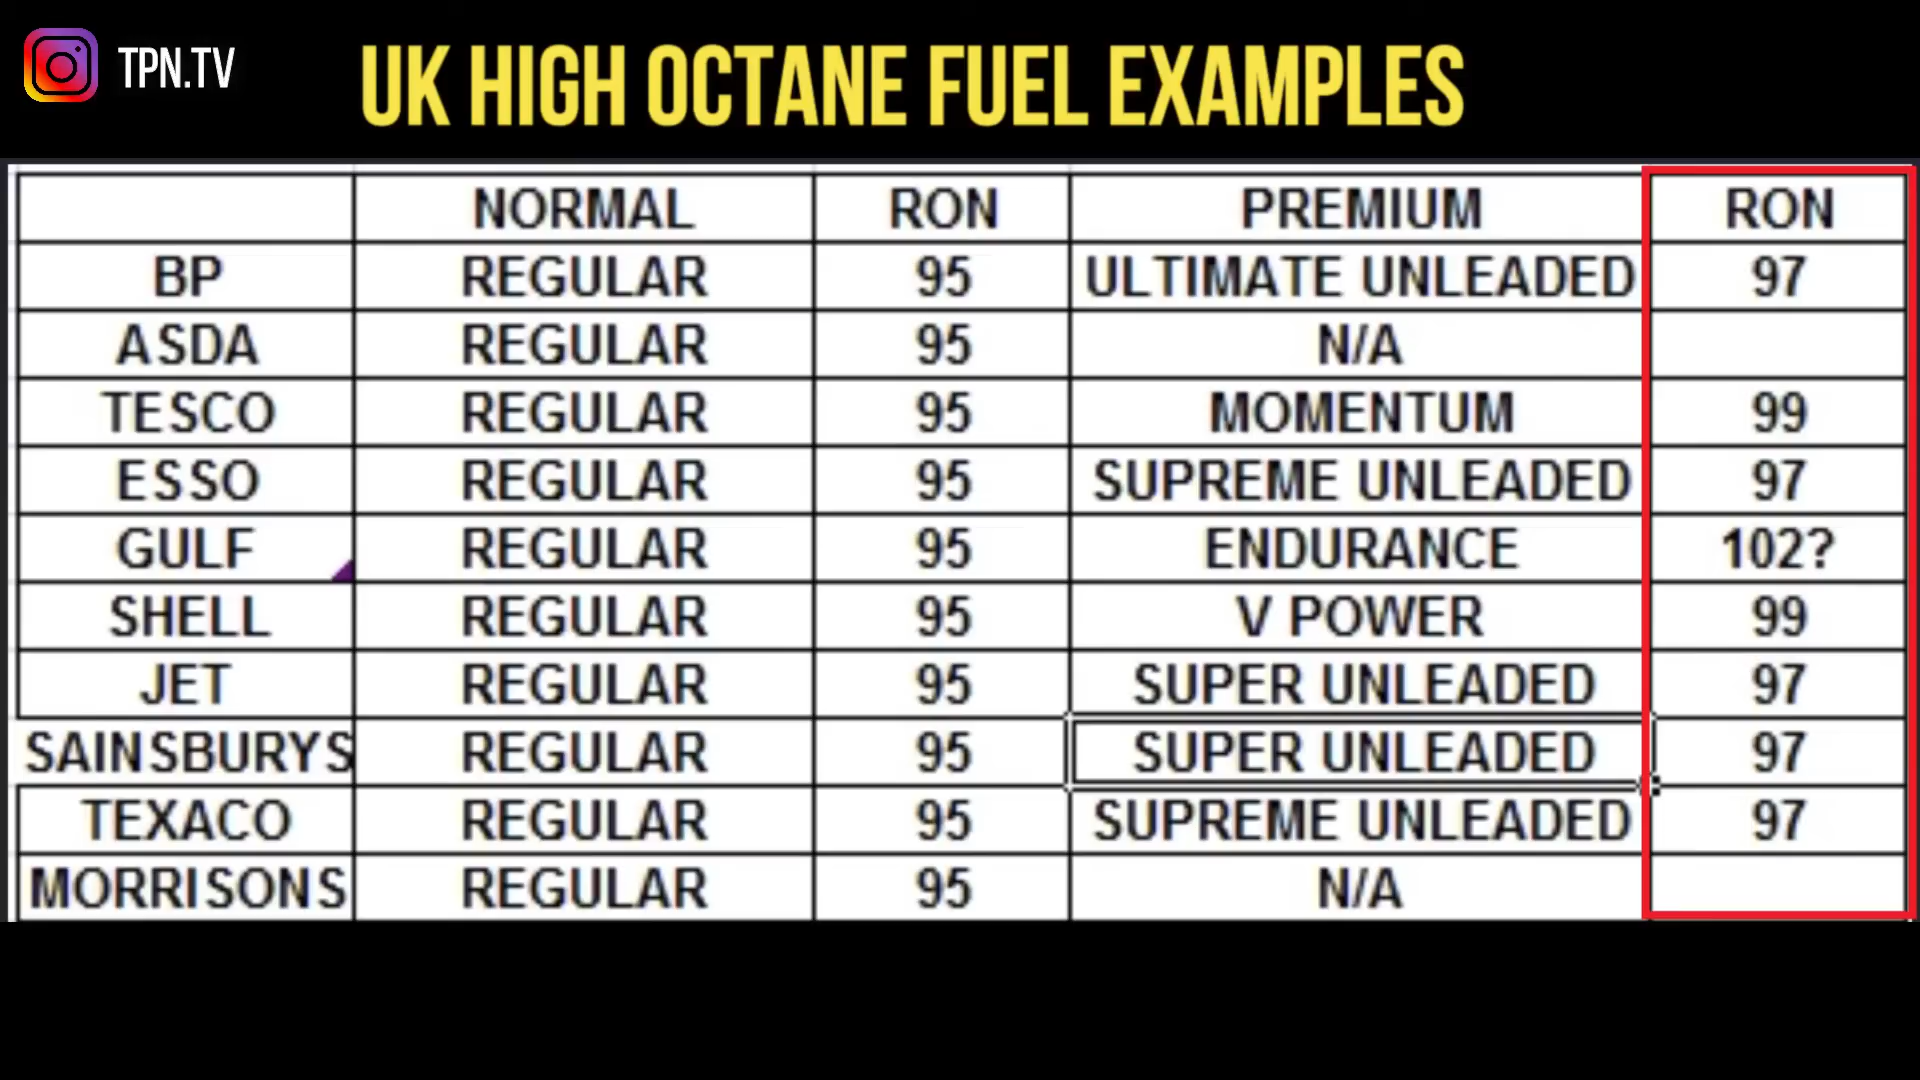 TPN.TV
UK HIGH OCTANE FUEL EXAMPLES
NORMAL RON PREMIUM RON
BP REGULAR 95 ULTIMATE UNLEADED 97
ASDA REGULAR 95 N/A
TESCO REGULAR 95 MOMENTUM 99
ESSO REGULAR 95 SUPREME UNLEADED 97
GULF REGULAR 95 ENDURANCE 102?
SHELL REGULAR 95 V POWER 99
JET REGULAR 95 SUPER UNLEADED 97
SAINSBURYS REGULAR 95 SUPER UNLEADED 97
TEXACO REGULAR 95 SUPREME UNLEADED 97
MORRISONS REGULAR 95 N/A